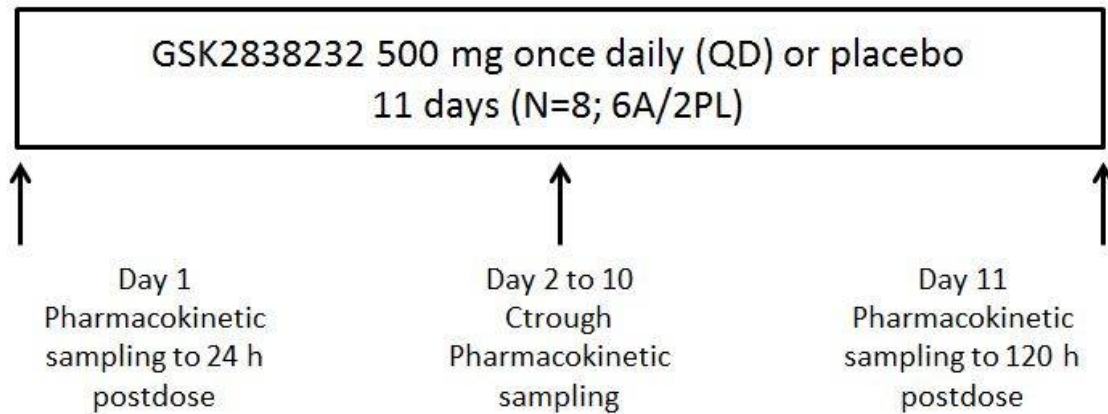 GSK2838232 500 mg once daily (QD) or placebo
11 days (N=8; 6A/2PL)
Day 1
Pharmacokinetic
sampling to 24 h
postdose
Day 2 to 10
Ctrough
Pharmacokinetic
sampling
Day 11
Pharmacokinetic
sampling to 120 h
postdose